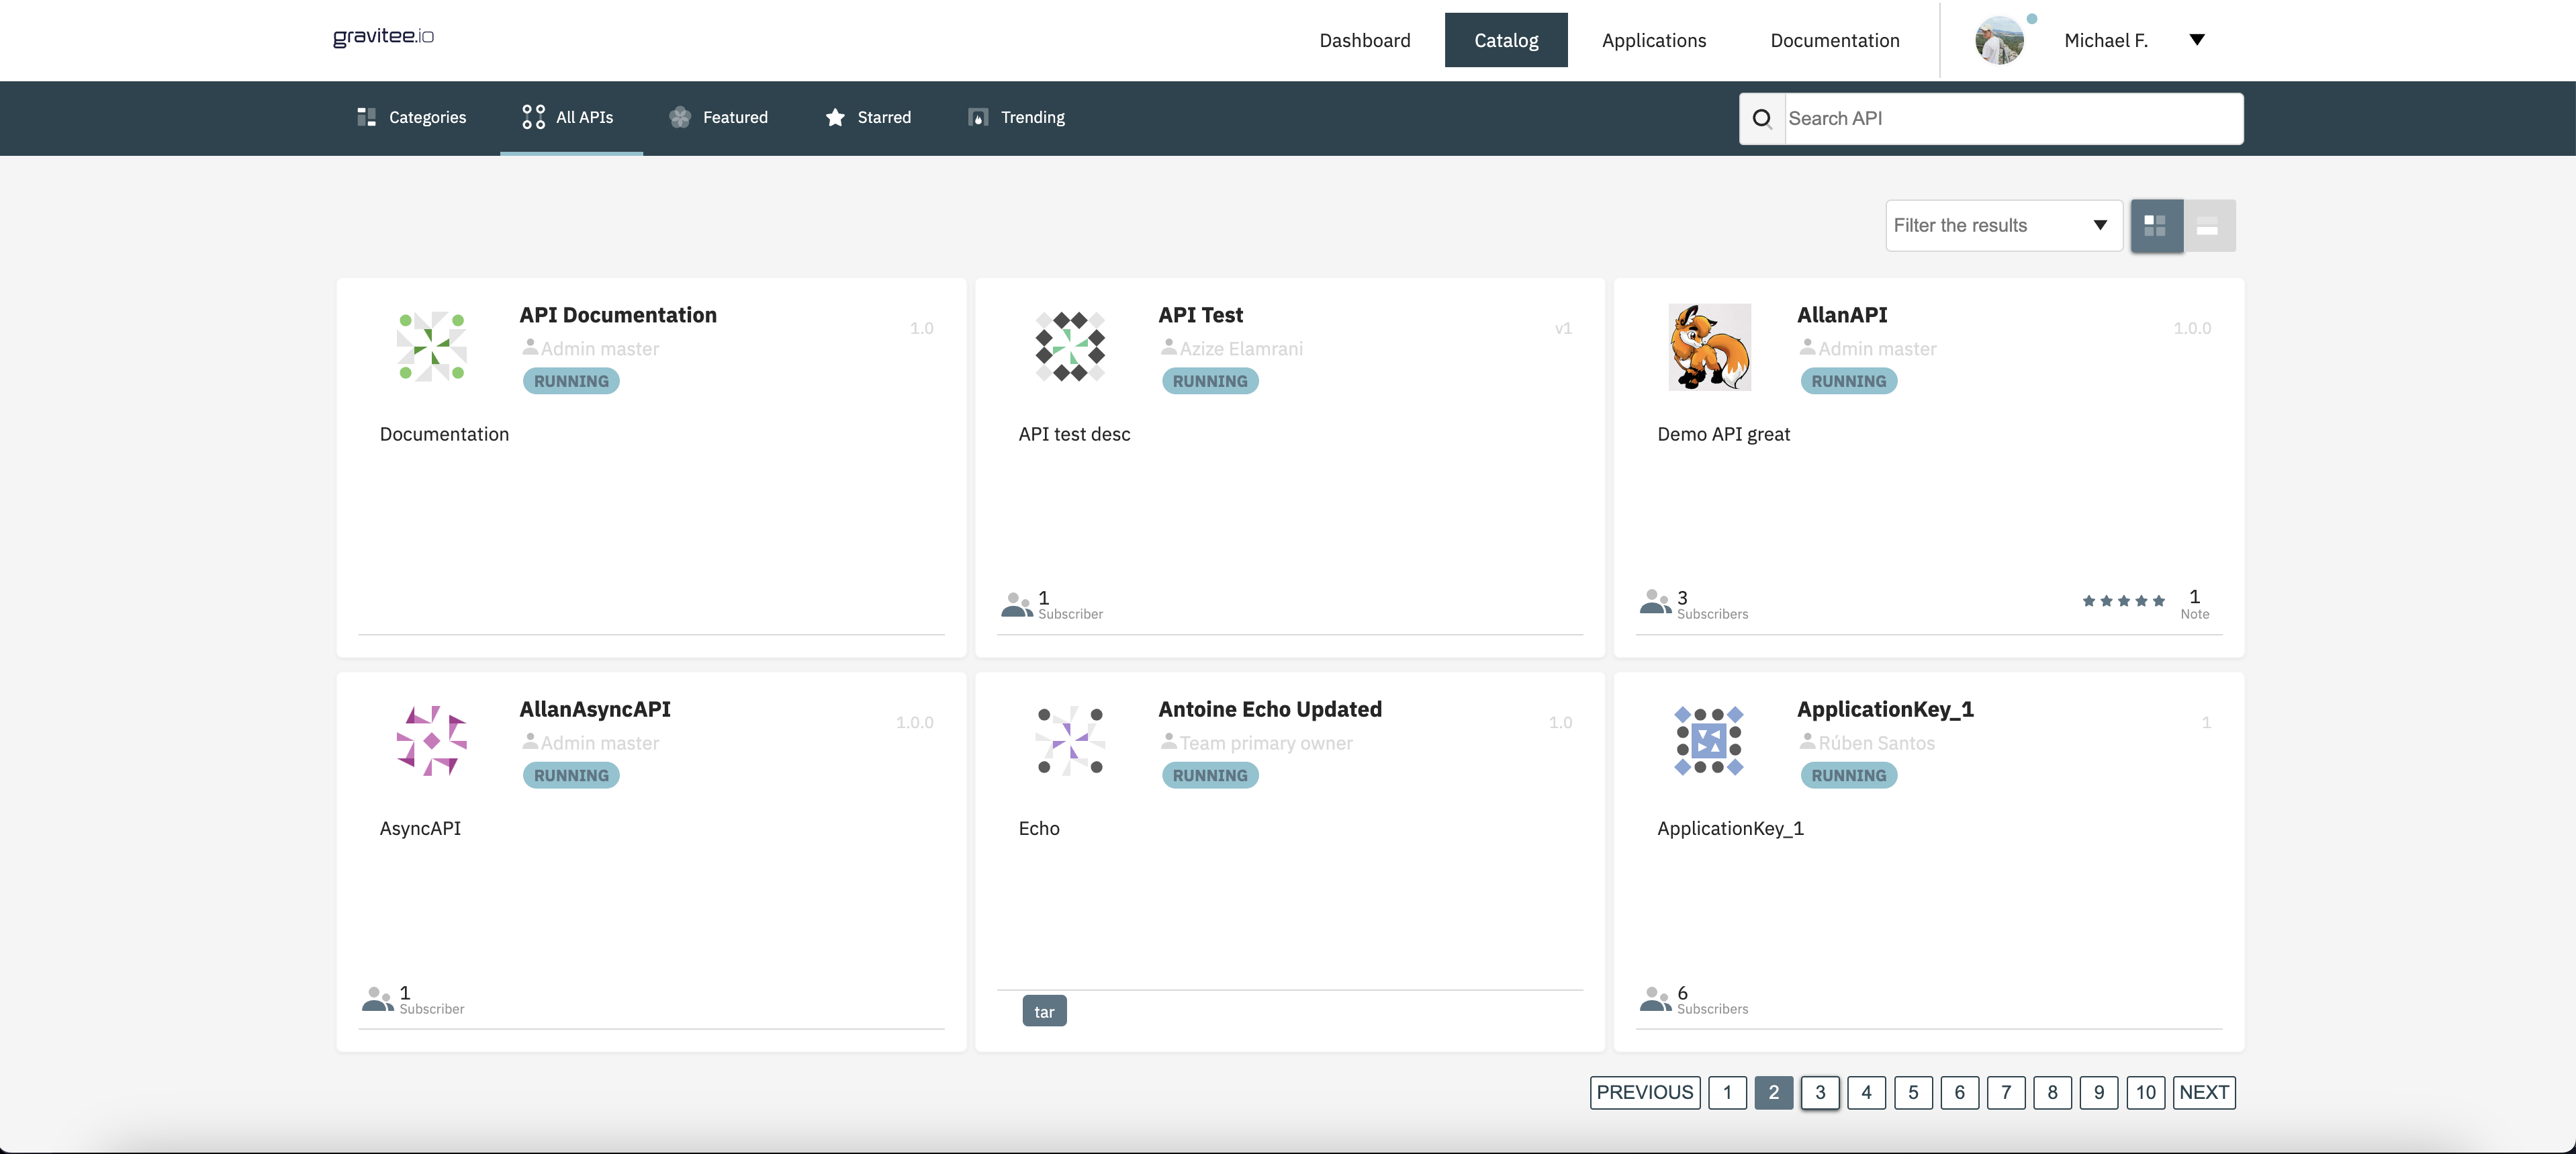 gravitee.io
Dashboard
Catalog
Applications
Documentation
Michael F.
Categories
All APIs
Featured
Starred
Trending
Search API
Filter the results
API Documentation
1.0
Admin master
RUNNING
Documentation
API Test
v1
Azize Elamrani
RUNNING
API test desc
1
Subscriber
AllanAPI
1.0.0
Admin master
RUNNING
Demo API great
3
Subscribers
1
Note
AllanAsyncAPI
1.0.0
Admin master
RUNNING
AsyncAPI
1
Subscriber
Antoine Echo Updated
1.0
Team primary owner
RUNNING
Echo
tar
ApplicationKey_1
1
Rúben Santos
RUNNING
ApplicationKey_1
6
Subscribers
PREVIOUS 1 2 3 4 5 6 7 8 9 10 NEXT